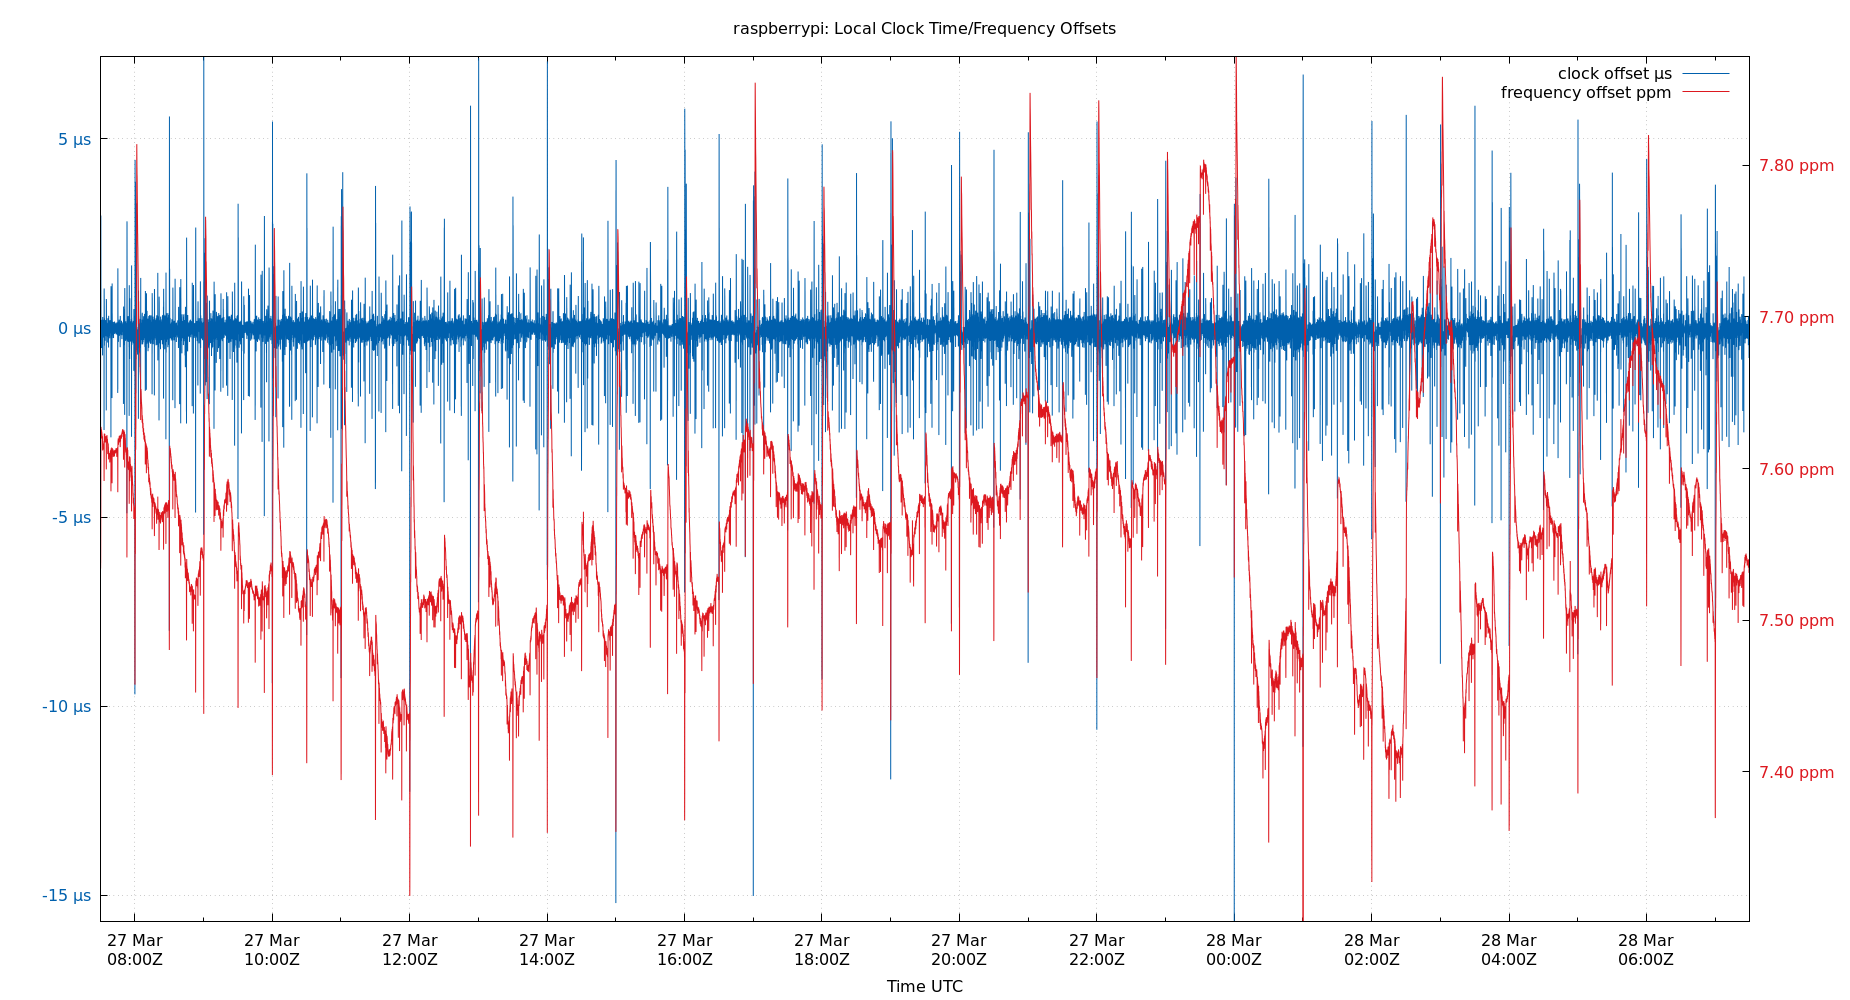 raspberrypi: Local Clock Time/Frequency Offsets
clock offset µs
frequency offset ppm
5 µs
0 µs
-5 µs
-10 µs
-15 µs
7.80 ppm
7.70 ppm
7.60 ppm
7.50 ppm
7.40 ppm
27 Mar 27 Mar 27 Mar 27 Mar 27 Mar 27 Mar 27 Mar 27 Mar 28 Mar 28 Mar 28 Mar 28 Mar
08:00Z 10:00Z 12:00Z 14:00Z 16:00Z 18:00Z 20:00Z 22:00Z 00:00Z 02:00Z 04:00Z 06:00Z
Time UTC